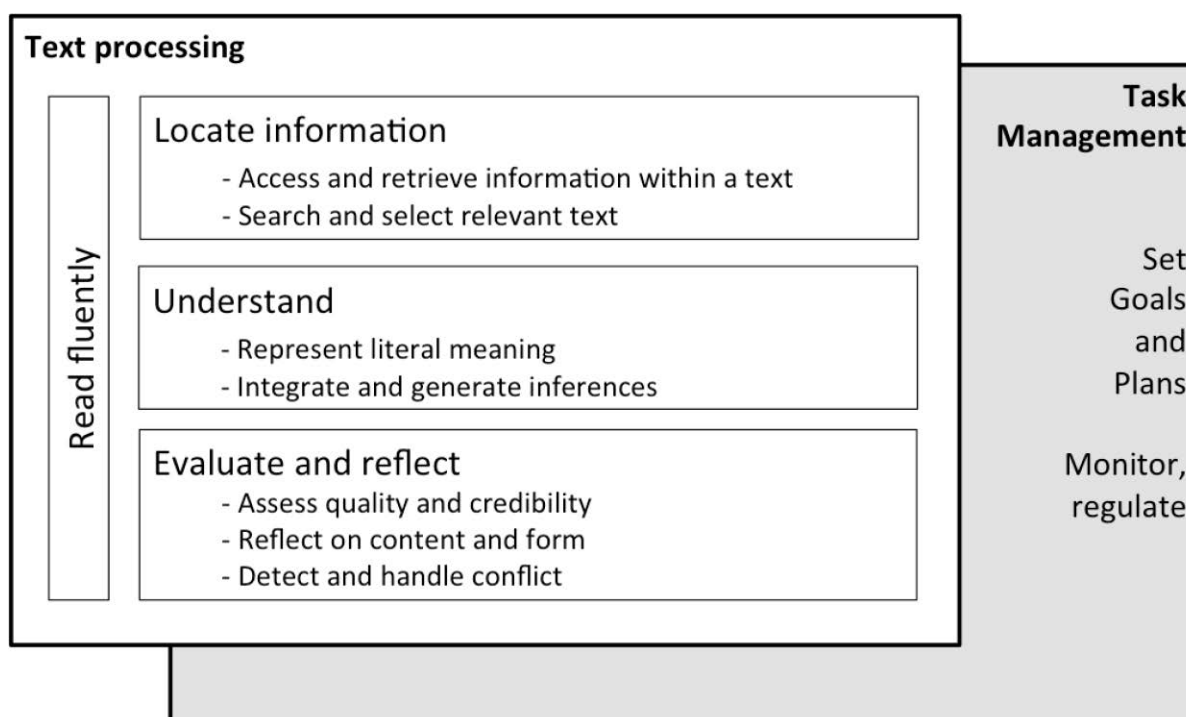 Text processing
Read fluently
Locate information
- Access and retrieve information within a text
- Search and select relevant text
Understand
- Represent literal meaning
- Integrate and generate inferences
Evaluate and reflect
- Assess quality and credibility
- Reflect on content and form
- Detect and handle conflict
Task
Management
Set
Goals
and
Plans
Monitor,
regulate